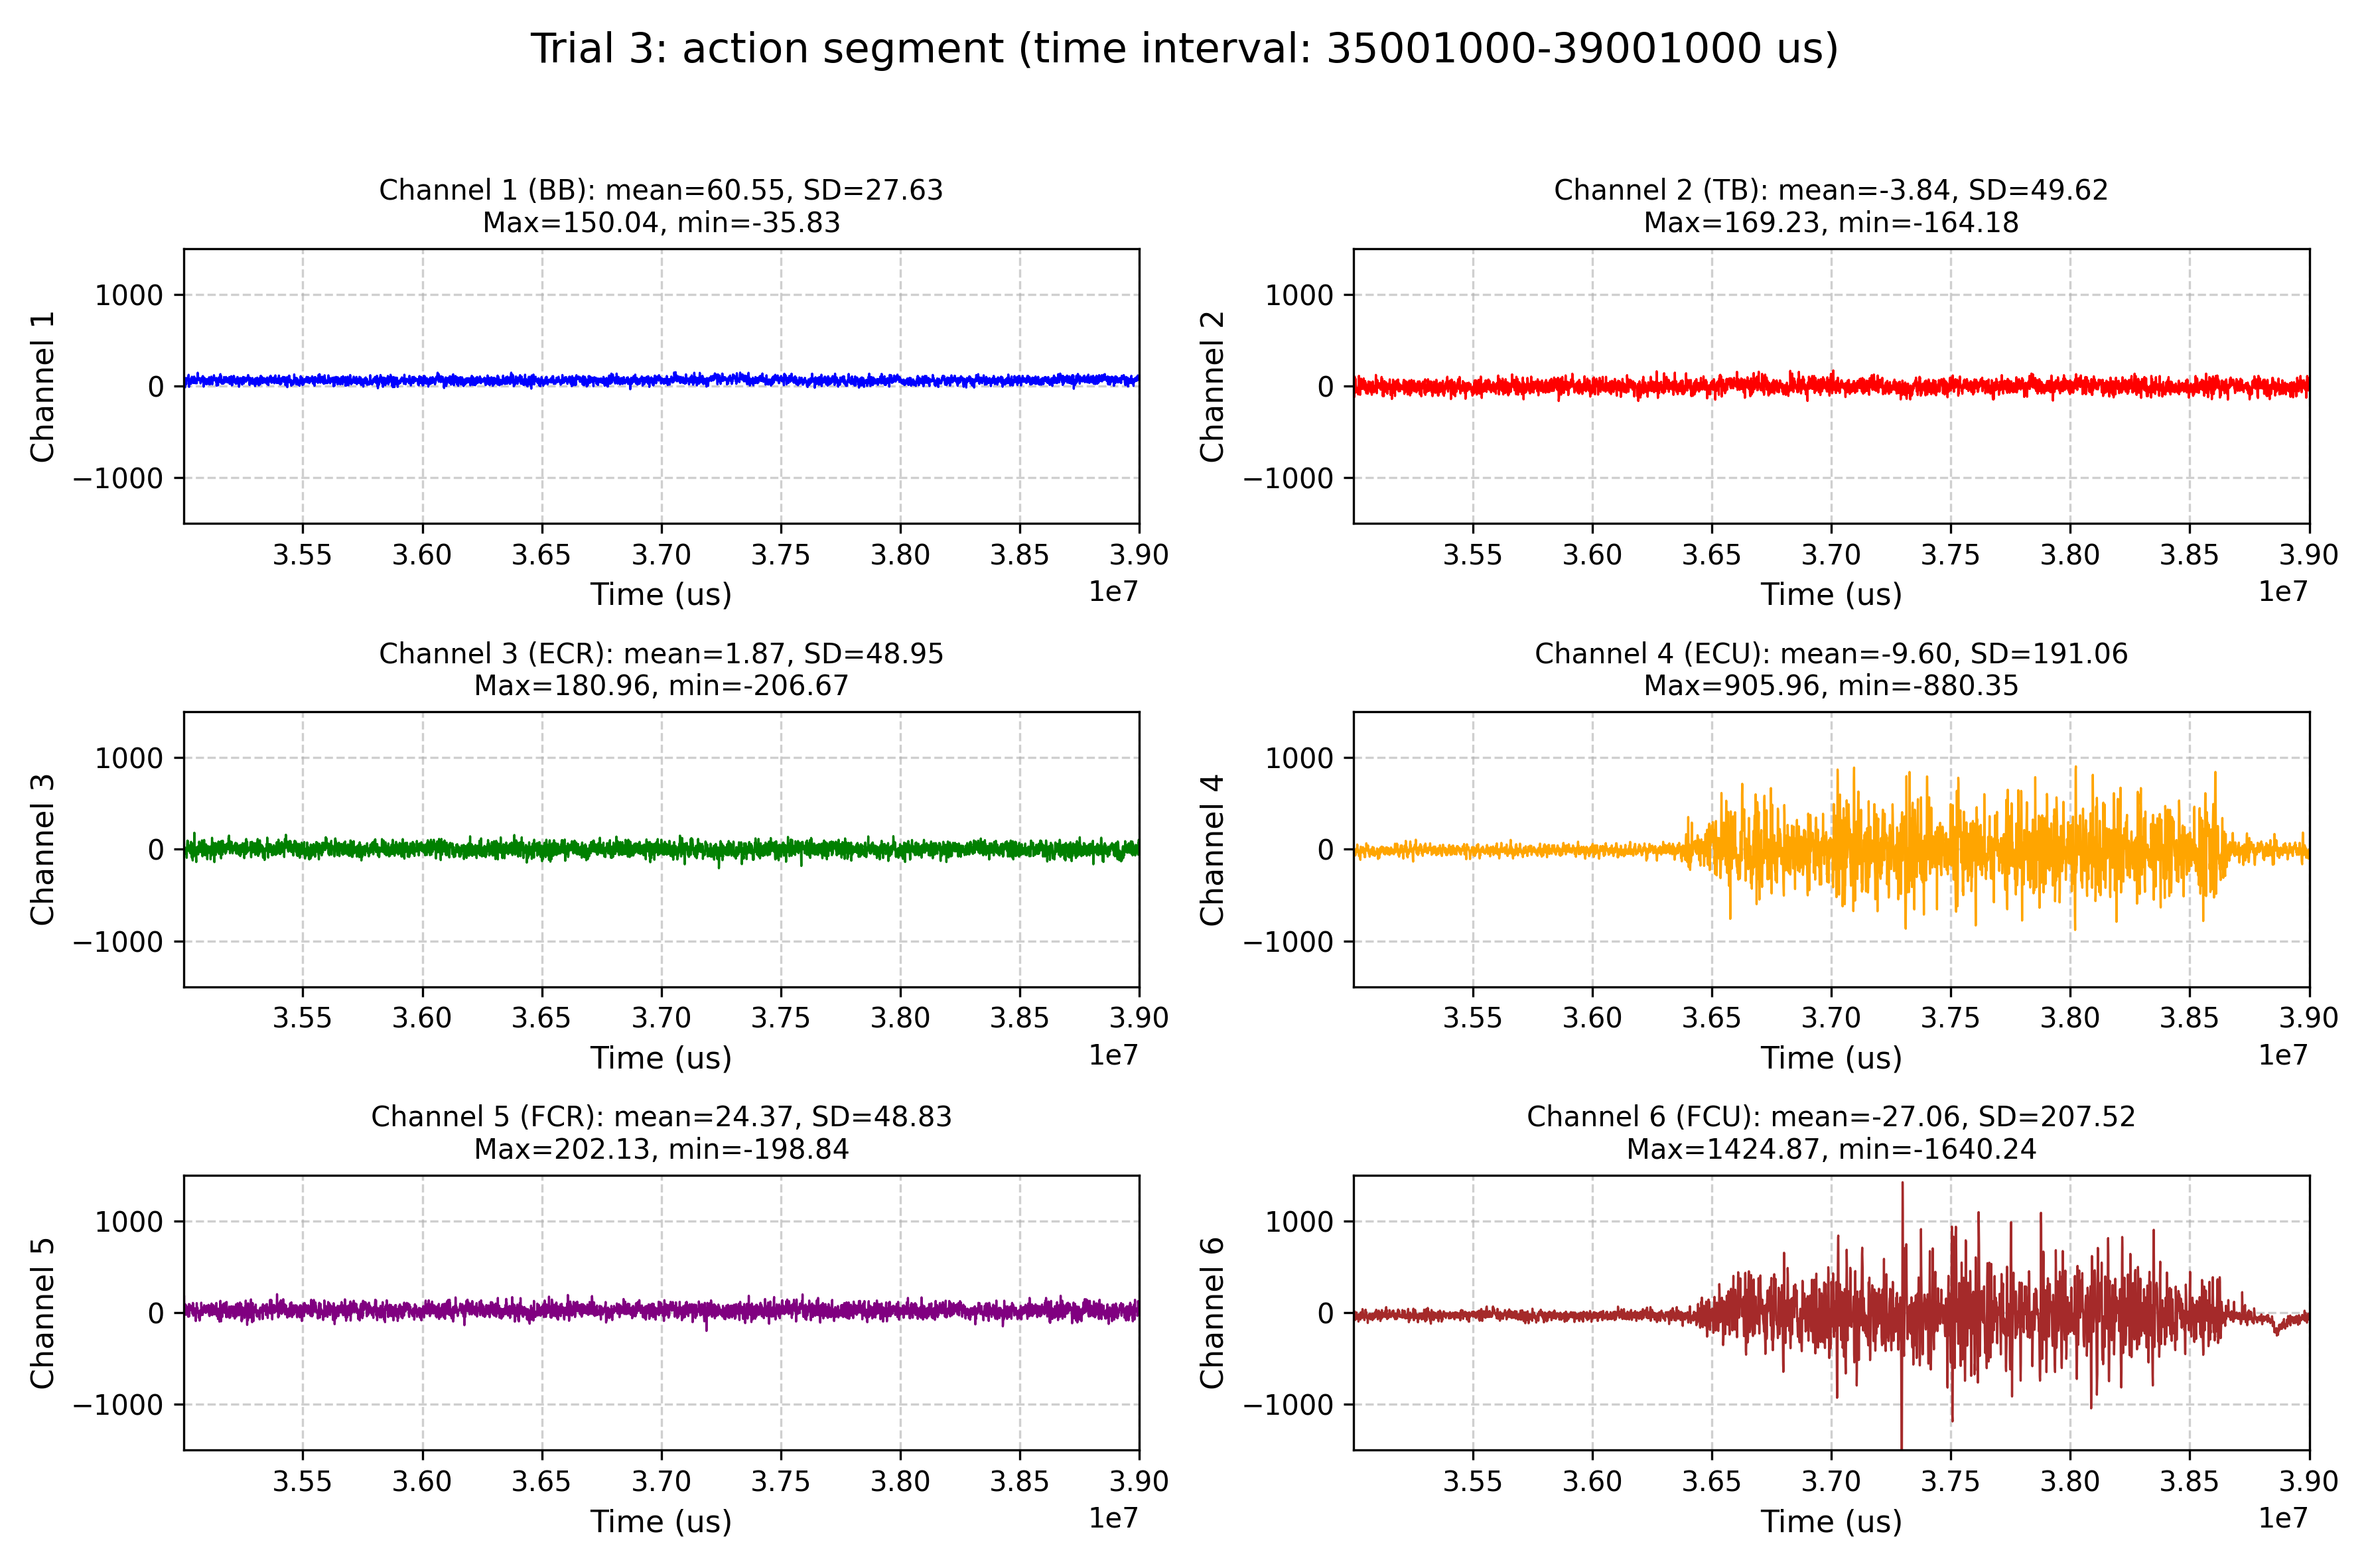 Trial 3: action segment (time interval: 35001000-39001000 us)
Channel 1 (BB): mean=60.55, SD=27.63
Max=150.04, min=-35.83
Channel 1
1000
0
−1000
3.55 3.60 3.65 3.70 3.75 3.80 3.85 3.90
Time (us)
1e7
Channel 2 (TB): mean=-3.84, SD=49.62
Max=169.23, min=-164.18
Channel 2
1000
0
−1000
3.55 3.60 3.65 3.70 3.75 3.80 3.85 3.90
Time (us)
1e7
Channel 3 (ECR): mean=1.87, SD=48.95
Max=180.96, min=-206.67
Channel 3
1000
0
−1000
3.55 3.60 3.65 3.70 3.75 3.80 3.85 3.90
Time (us)
1e7
Channel 4 (ECU): mean=-9.60, SD=191.06
Max=905.96, min=-880.35
Channel 4
1000
0
−1000
3.55 3.60 3.65 3.70 3.75 3.80 3.85 3.90
Time (us)
1e7
Channel 5 (FCR): mean=24.37, SD=48.83
Max=202.13, min=-198.84
Channel 5
1000
0
−1000
3.55 3.60 3.65 3.70 3.75 3.80 3.85 3.90
Time (us)
1e7
Channel 6 (FCU): mean=-27.06, SD=207.52
Max=1424.87, min=-1640.24
Channel 6
1000
0
−1000
3.55 3.60 3.65 3.70 3.75 3.80 3.85 3.90
Time (us)
1e7